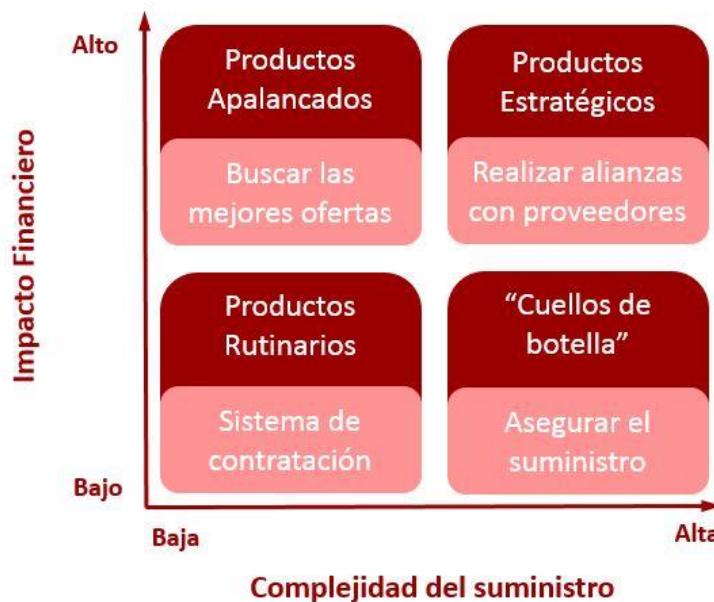 Impacto Financiero
Alto
Bajo
Productos
Apalancados
Buscar las
mejores ofertas
Productos
Estratégicos
Realizar alianzas
con proveedores
Productos
Rutinarios
Sistema de
contratación
“Cuellos de
botella”
Asegurar el
suministro
Baja
Alta
Complejidad del suministro